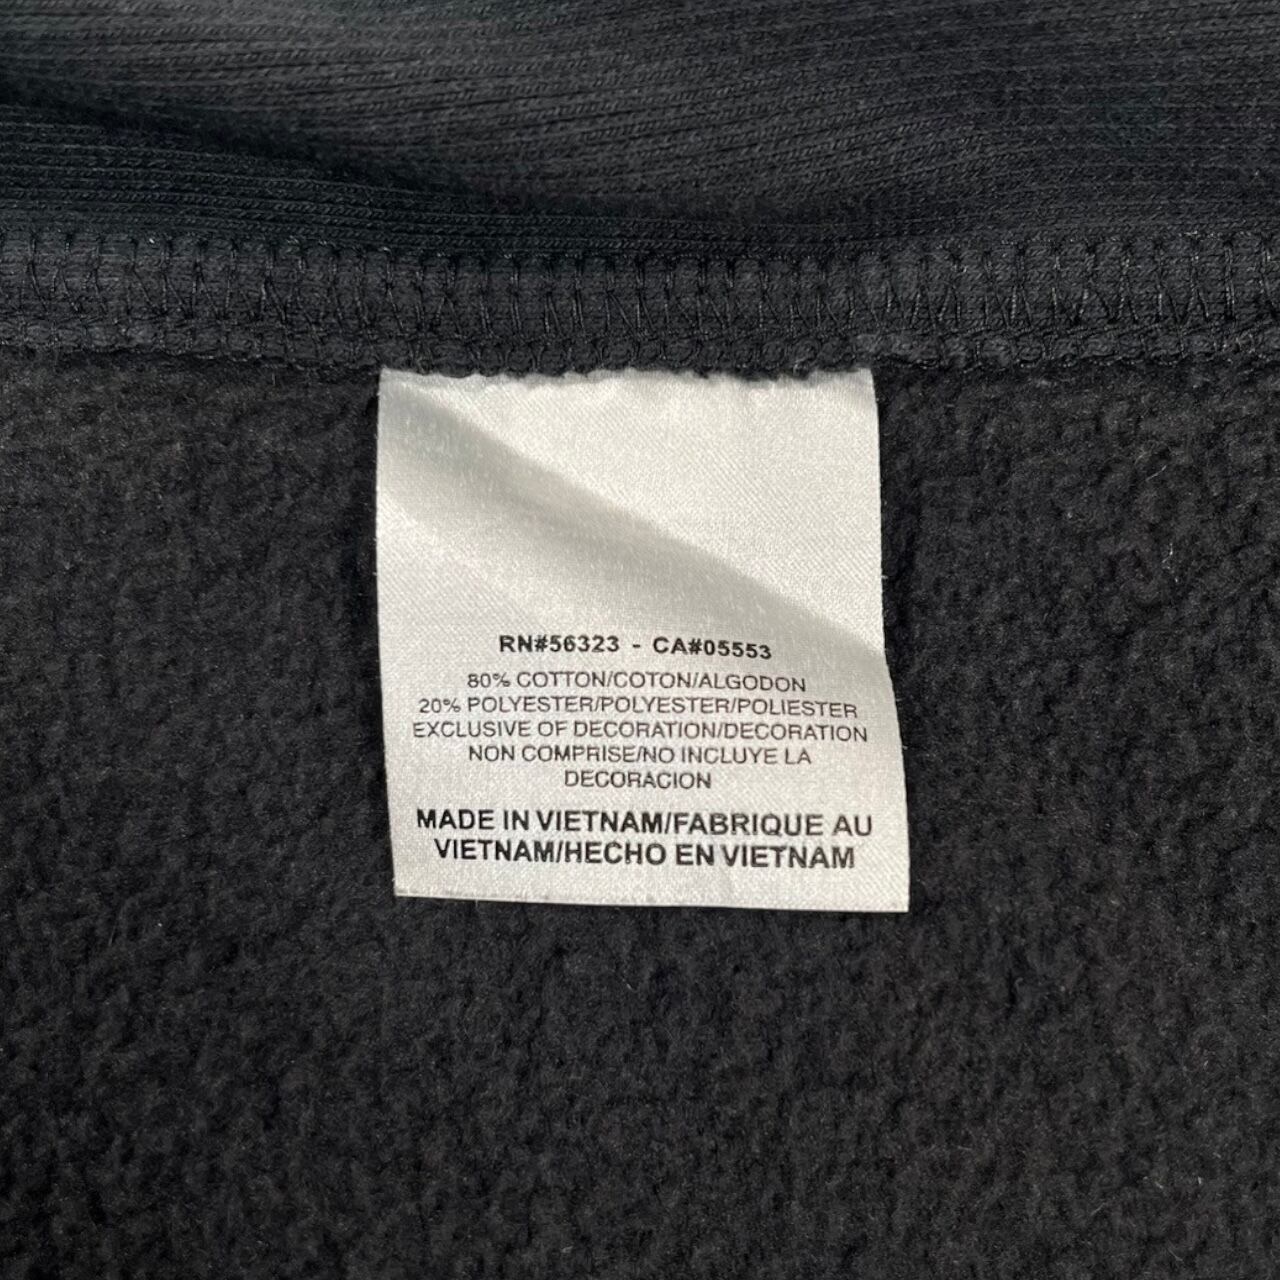 RN#56323 - CA#05553
80% COTTON/COTON/ALGODON
20% POLYESTER/POLYESTER/POLIESTER
EXCLUSIVE OF DECORATION/DECORATION
NON COMPRISE/NO INCLUYE LA
DECORACION
MADE IN VIETNAM/FABRIQUE AU
VIETNAM/HECHO EN VIETNAM